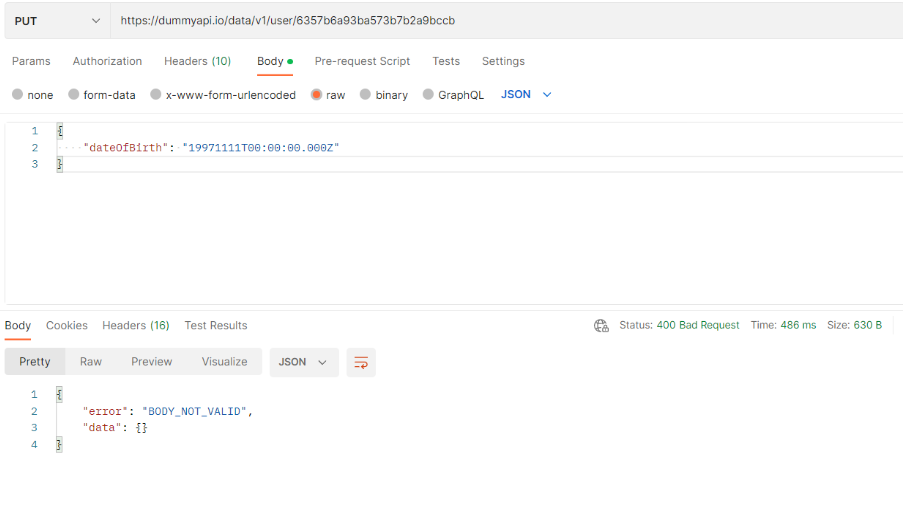 PUT https://dummyapi.io/data/v1/user/6357b6a93ba573b7b2a9bccb
Params Authorization Headers (10) Body Pre-request Script Tests Settings
none form-data x-www-form-urlencoded raw binary GraphQL JSON
1 {
2 "dateOfBirth": "19971111T00:00:00.000Z"
3 }
Body Cookies Headers (16) Test Results Status: 400 Bad Request Time: 486 ms Size: 630 B
Pretty Raw Preview Visualize JSON
1 {
2 "error": "BODY_NOT_VALID",
3 "data": {}
4 }